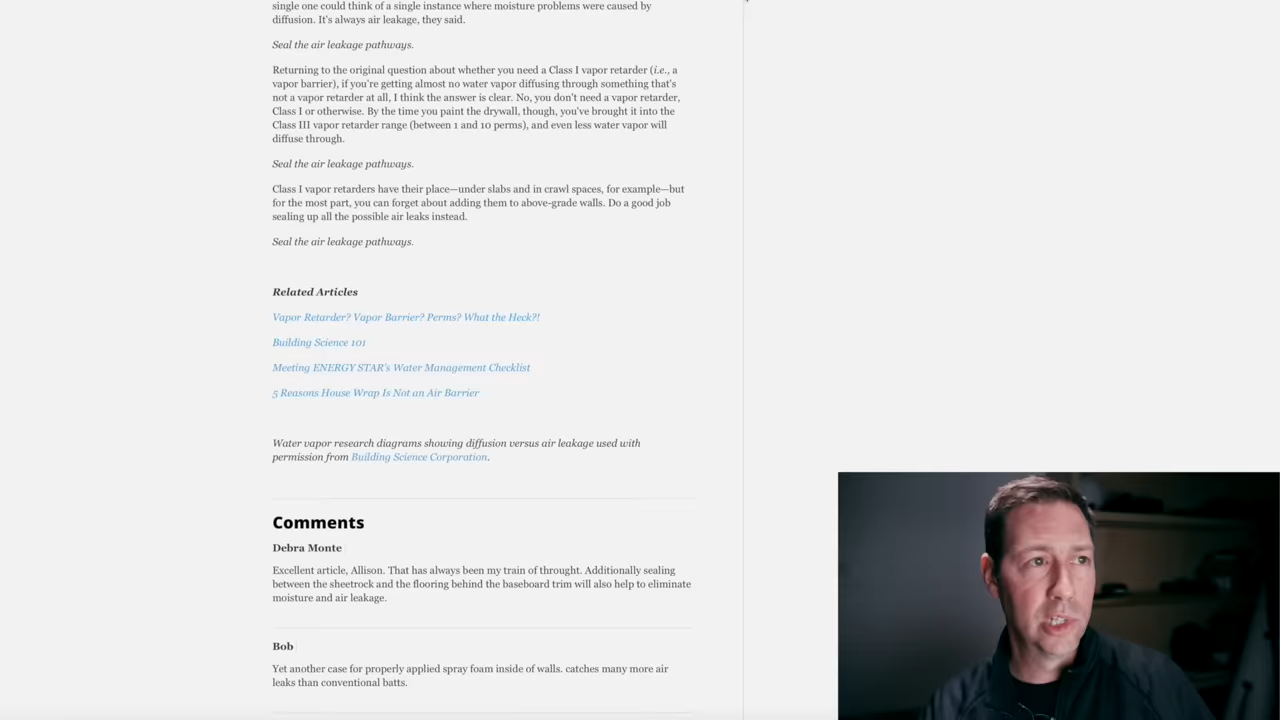 single one could think of a single instance where moisture problems were caused by
diffusion. It's always air leakage, they said.
Seal the air leakage pathways.
Returning to the original question about whether you need a Class I vapor retarder (i.e., a
vapor barrier), if you're getting almost no water vapor diffusing through something that's
not a vapor retarder at all, I think the answer is clear. No, you don't need a vapor retarder,
Class I or otherwise. By the time you paint the drywall, though, you've brought it into the
Class III vapor retarder range (between 1 and 10 perms), and even less water vapor will
diffuse through.
Seal the air leakage pathways.
Class I vapor retarders have their place—under slabs and in crawl spaces, for example—but
for the most part, you can forget about adding them to above-grade walls. Do a good job
sealing up all the possible air leaks instead.
Seal the air leakage pathways.
Related Articles
Vapor Retarder? Vapor Barrier? Perms? What the Heck?!
Building Science 101
Meeting ENERGY STAR's Water Management Checklist
5 Reasons House Wrap Is Not an Air Barrier
Water vapor research diagrams showing diffusion versus air leakage used with
permission from Building Science Corporation.
Comments
Debra Monte
Excellent article, Allison. That has always been my train of thought. Additionally sealing
between the sheetrock and the flooring behind the baseboard trim will also help to eliminate
moisture and air leakage.
Bob
Yet another case for properly applied spray foam inside of walls. catches many more air
leaks than conventional batts.